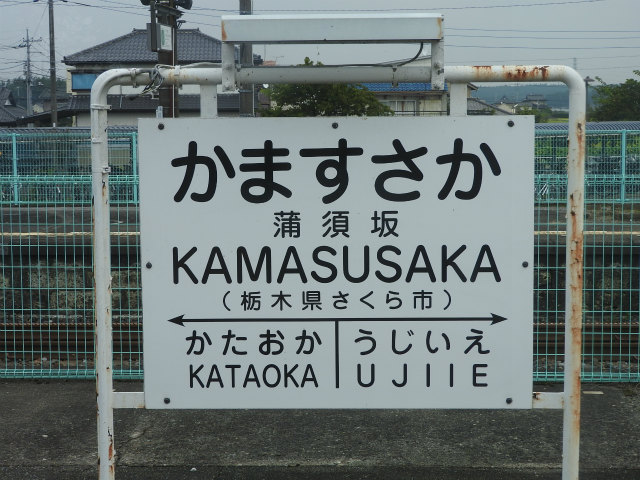 かますさか
蒲須坂
KAMASUSAKA
(栃木県さくら市)
かたおか うじいえ
KATAOKA UJIIE